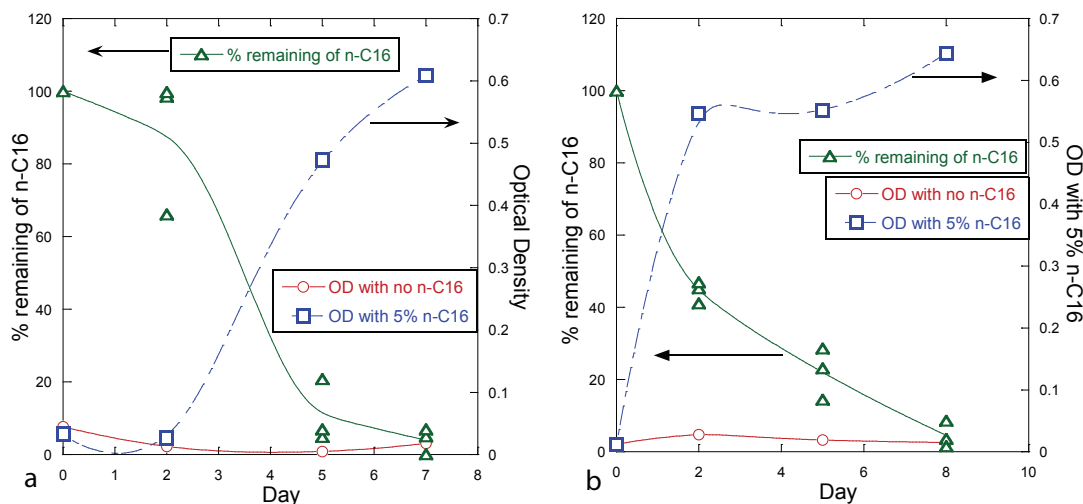 120
100
80
60
40
20
0
% remaining of n-C16
0.7
0.6
0.5
0.4
0.3
0.2
0.1
0
Optical Density
% remaining of n-C16
OD with no n-C16
OD with 5% n-C16
0 1 2 3 4 5 6 7 8
Day
a
120
100
80
60
40
20
0
% remaining of n-C16
0.7
0.6
0.5
0.4
0.3
0.2
0.1
0
OD with 5% n-C16
% remaining of n-C16
OD with no n-C16
OD with 5% n-C16
0 2 4 6 8 10
Day
b